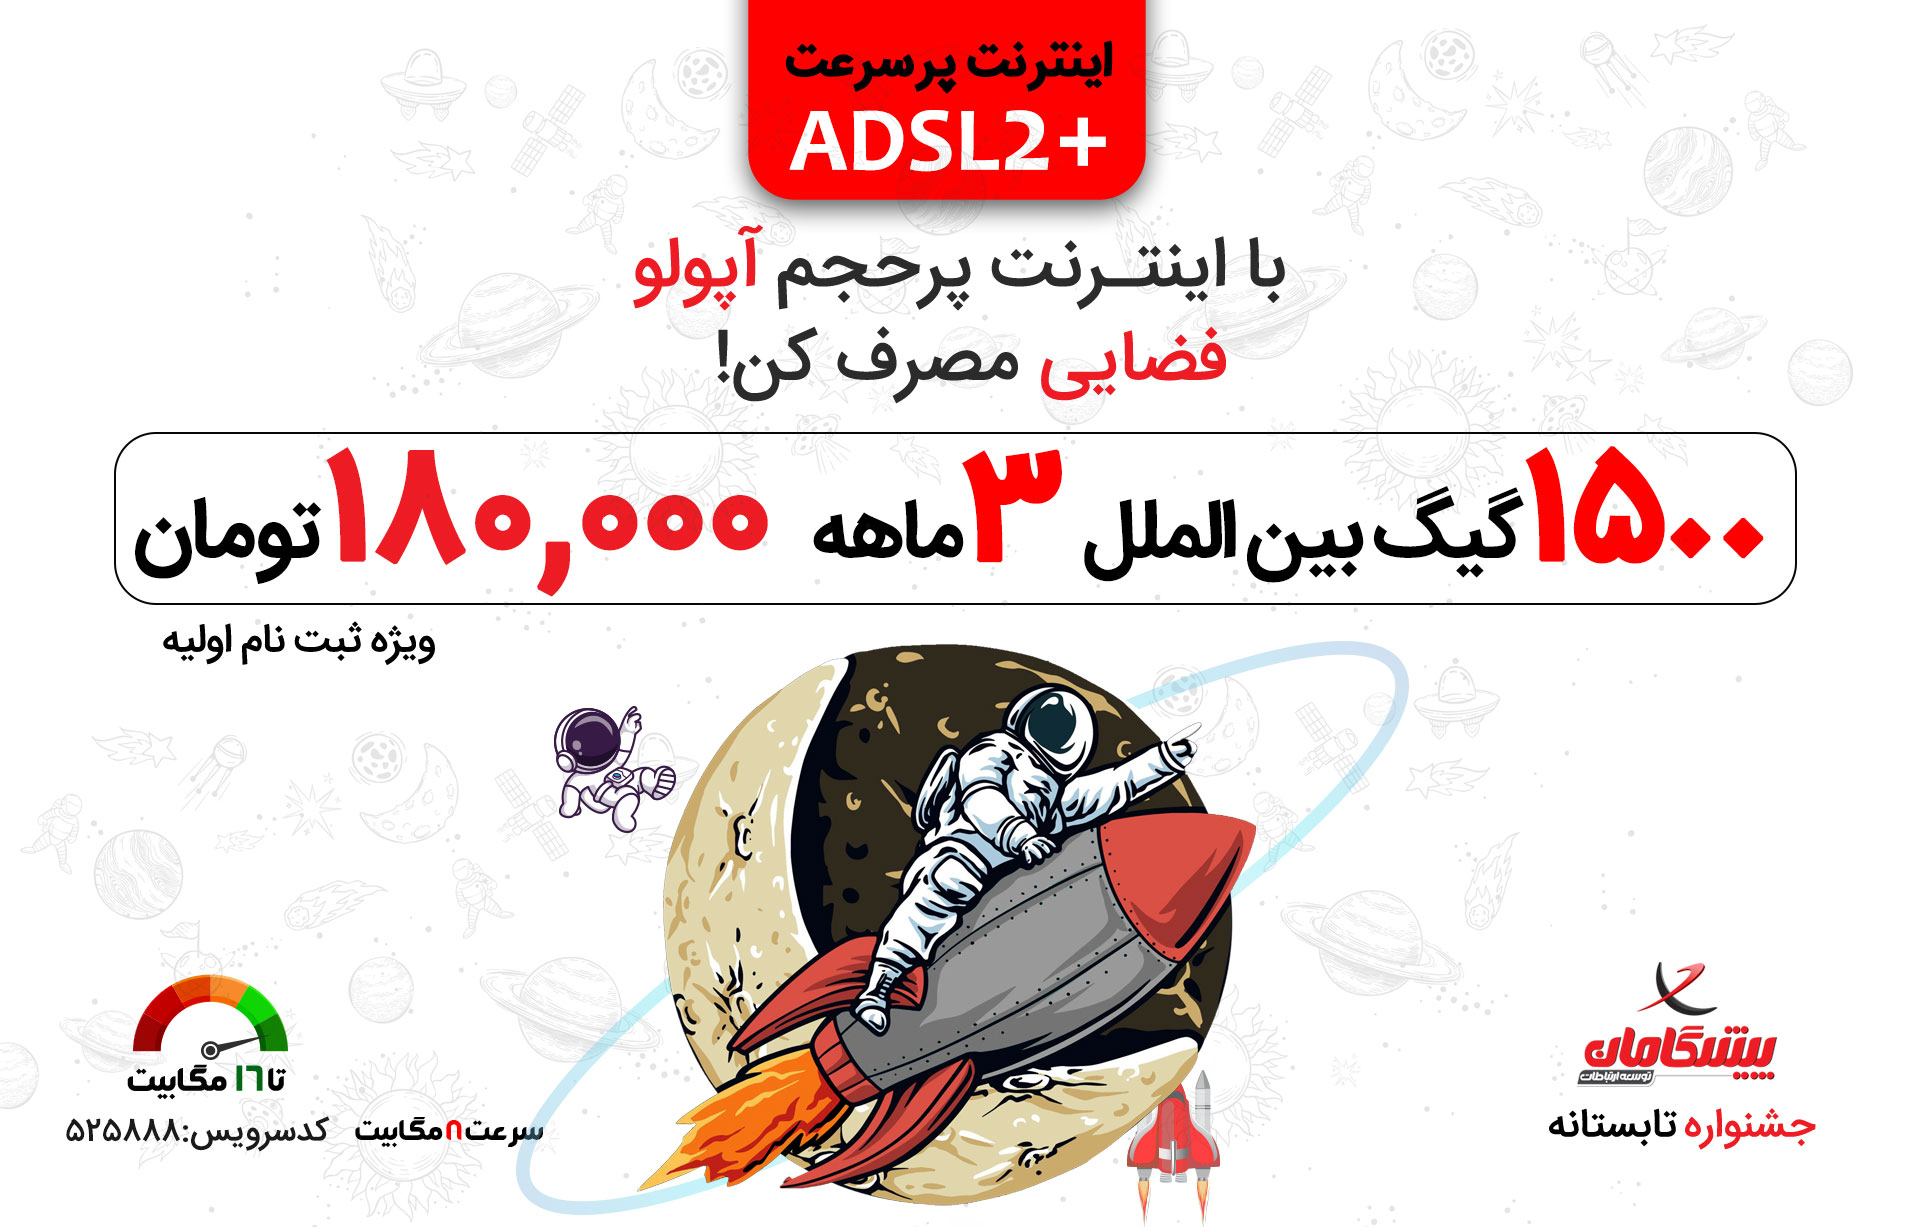 اینترنت پرسرعت
ADSL2+
با اینترنت پرحجم آپولو
فضایی مصرف کن!
۱۵۰۰ گیگ بین الملل ۳ ماهه ۱۸۰,۰۰۰ تومان
ویژه ثبت نام اولیه
تا ۱۶ مگابیت
سرعت ۸ مگابیت کدسرویس:۵۲۵۸۸۸
پیشگامان
توسعه ارتباطات
جشنواره تابستانه